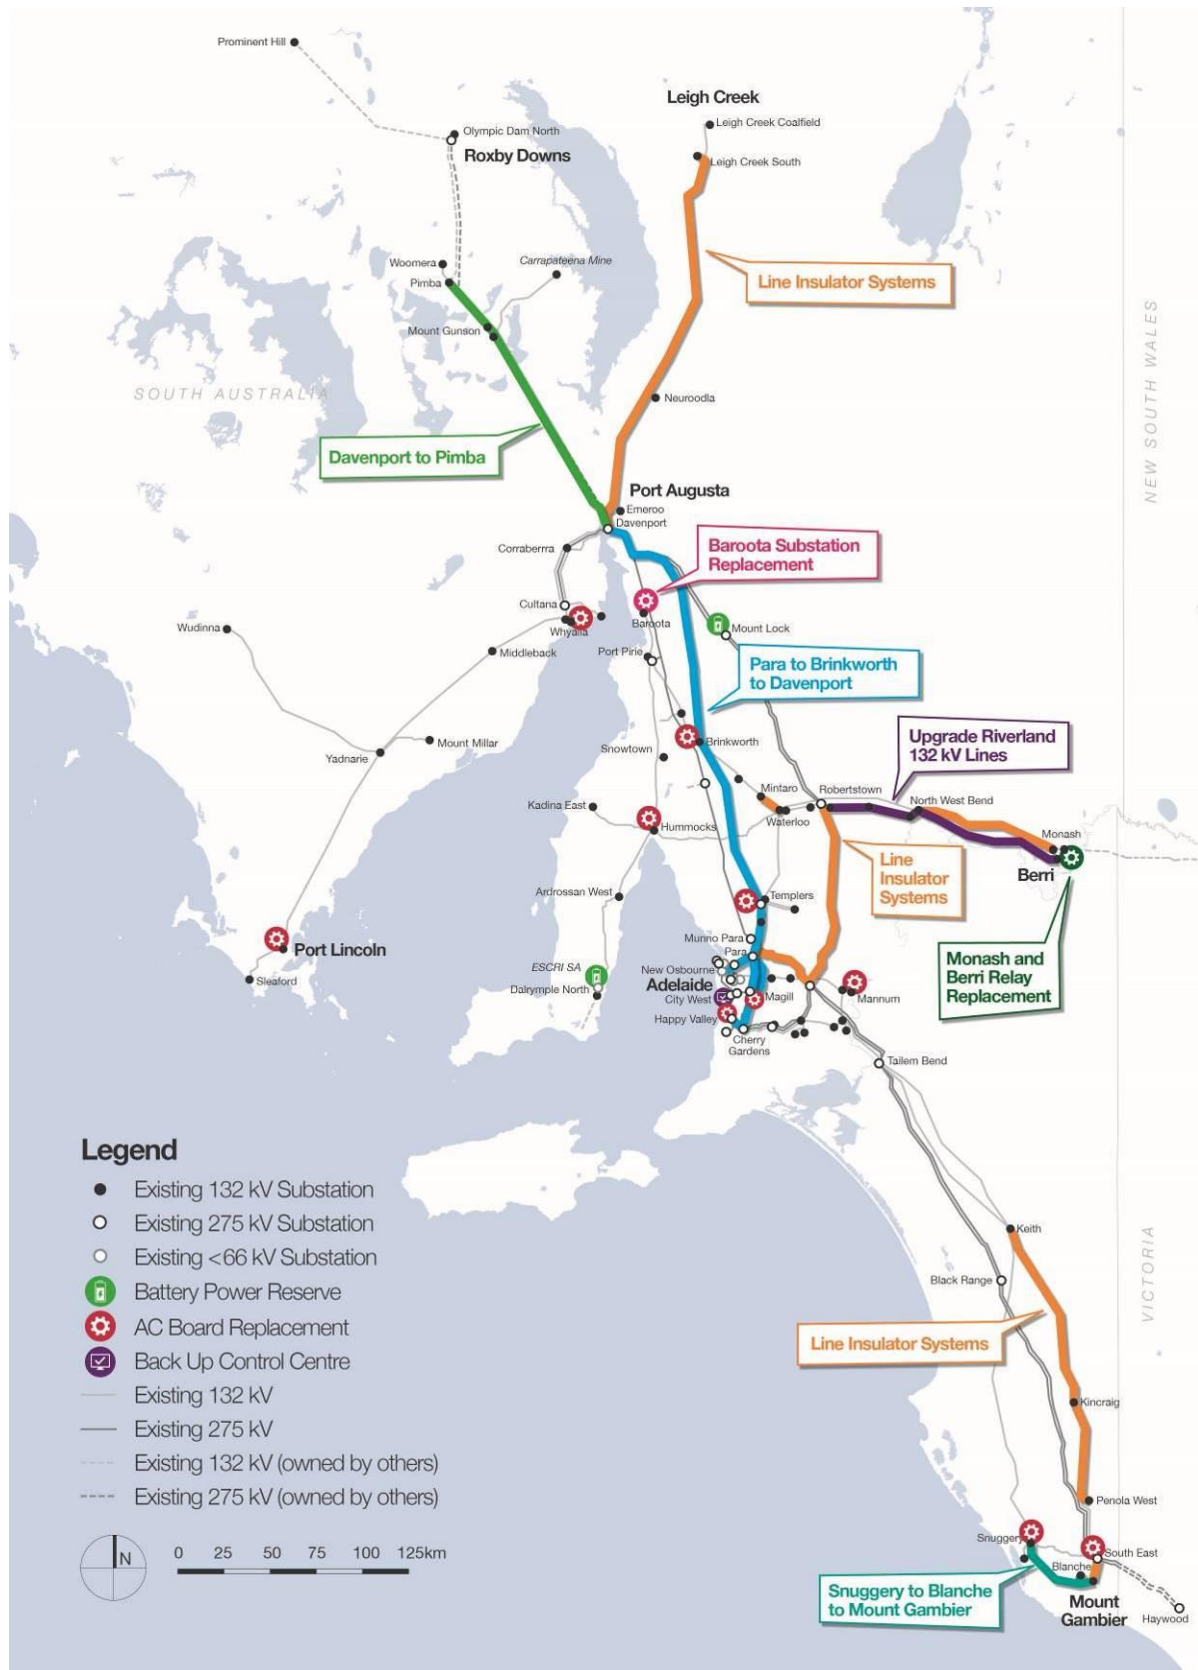 Prominent Hill
Leigh Creek
Leigh Creek Coalfield
Olympic Dam North
Roxby Downs
Leigh Creek South
Woomera
Carrapateena Mine
Pimba
Line Insulator Systems
Mount Gunson
SOUTH AUSTRALIA
NEW SOUTH WALES
Neuroodla
Davenport to Pimba
Port Augusta
Emeroo
Davenport
Corraberrra
Baroota Substation
Replacement
Cultana
Whyalla
Baroota
Wudinna
Mount Lock
Middleback
Port Pirie
Para to Brinkworth
to Davenport
Mount Millar
Yadnarie
Snowtown
Brinkworth
Upgrade Riverland
132 kV Lines
Mintaro
Robertstown
North West Bend
Kadina East
Hummocks
Waterloo
Monash
Berri
Line
Insulator
Systems
Ardrossan West
Templers
Port Lincoln
Sleaford
Munno Para
Para
ESCRI SA
New Osbourne
Adelaide
Dalrymple North
City West
Magill
Mannum
Happy Valley
Cherry
Gardens
Monash and
Berri Relay
Replacement
Tailem Bend
Legend
Existing 132 kV Substation
Existing 275 kV Substation
Existing <66 kV Substation
Battery Power Reserve
AC Board Replacement
Back Up Control Centre
Existing 132 kV
Existing 275 kV
Existing 132 kV (owned by others)
Existing 275 kV (owned by others)
N
0 25 50 75 100 125km
Keith
VICTORIA
Black Range
Line Insulator Systems
Kincraig
Penola West
Snuggery
South East
Blanche
Snuggery to Blanche
to Mount Gambier
Mount
Gambier
Haywood